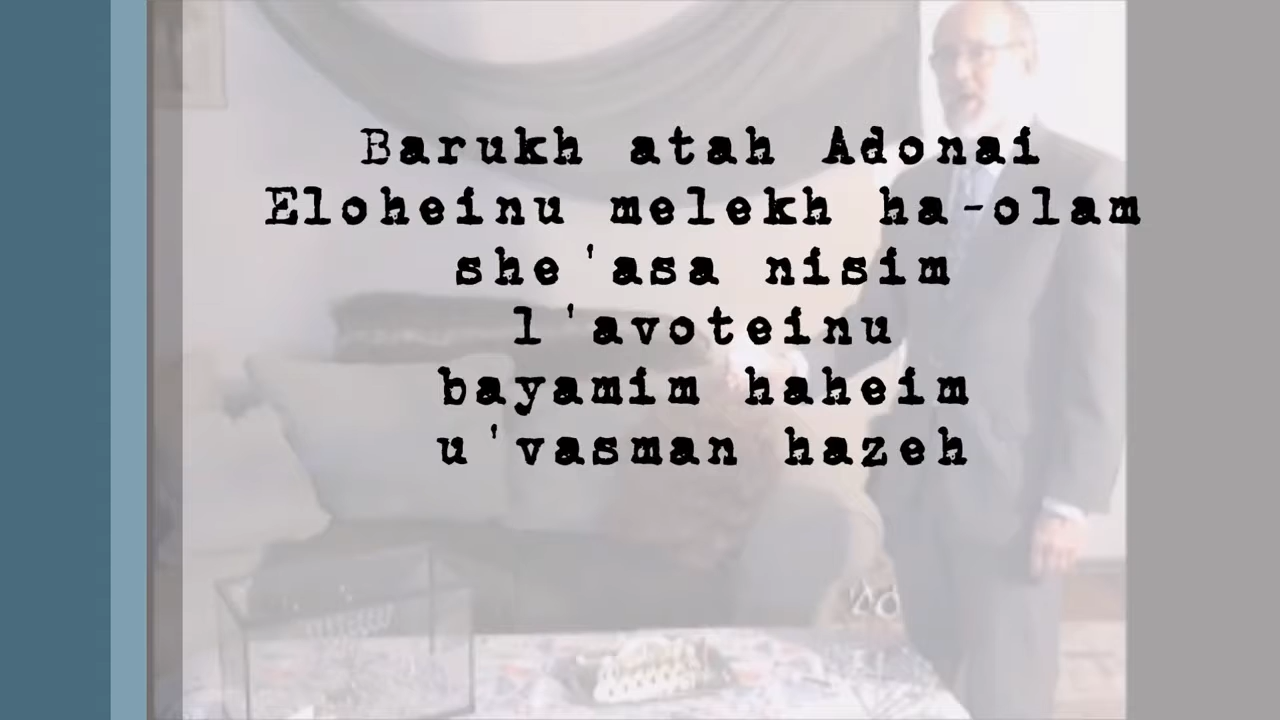 Barukh atah Adonai
Eloheinu melekh ha-olam
she'asa nisim
l'avoteinu
bayamim haheim
u'vasman hazeh